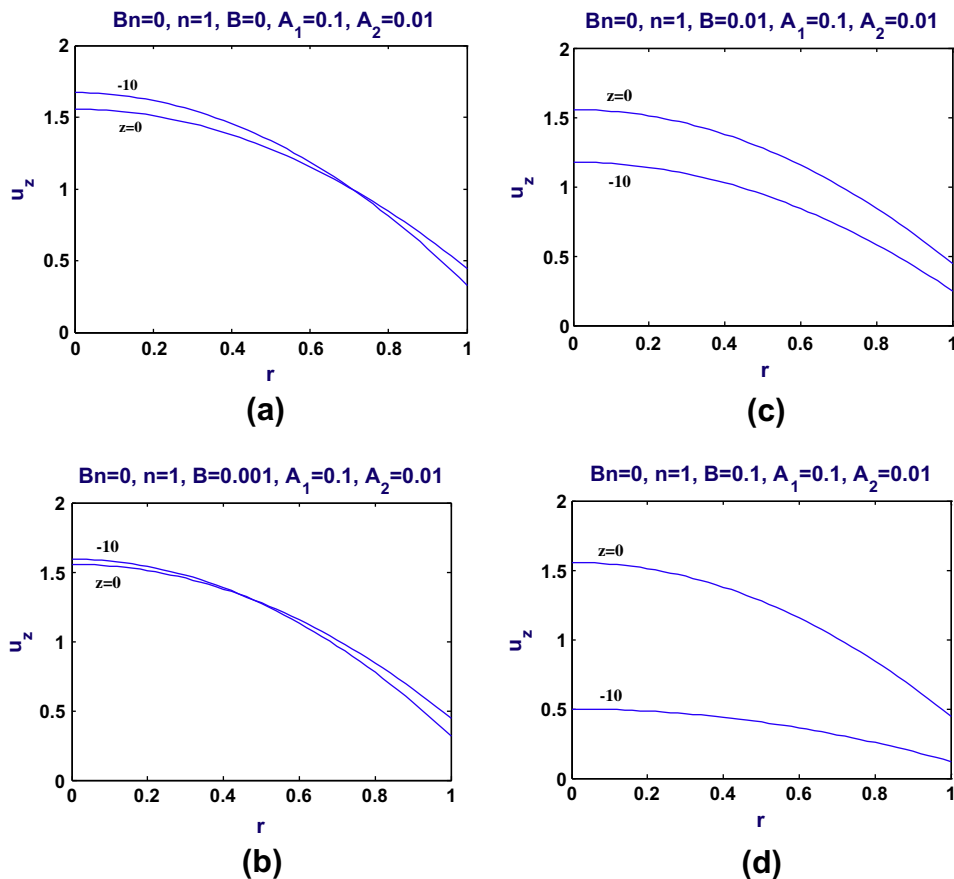 Bn=0, n=1, B=0, A₁=0.1, A₂=0.01
2
1.5
1
0.5
0
-10
z=0
u_z
0 0.2 0.4 0.6 0.8 1
r
(a)
Bn=0, n=1, B=0.01, A₁=0.1, A₂=0.01
2
1.5
1
0.5
0
z=0
-10
u_z
0 0.2 0.4 0.6 0.8 1
r
(c)
Bn=0, n=1, B=0.001, A₁=0.1, A₂=0.01
2
1.5
1
0.5
0
-10
z=0
u_z
0 0.2 0.4 0.6 0.8 1
r
(b)
Bn=0, n=1, B=0.1, A₁=0.1, A₂=0.01
2
1.5
1
0.5
0
z=0
-10
u_z
0 0.2 0.4 0.6 0.8 1
r
(d)